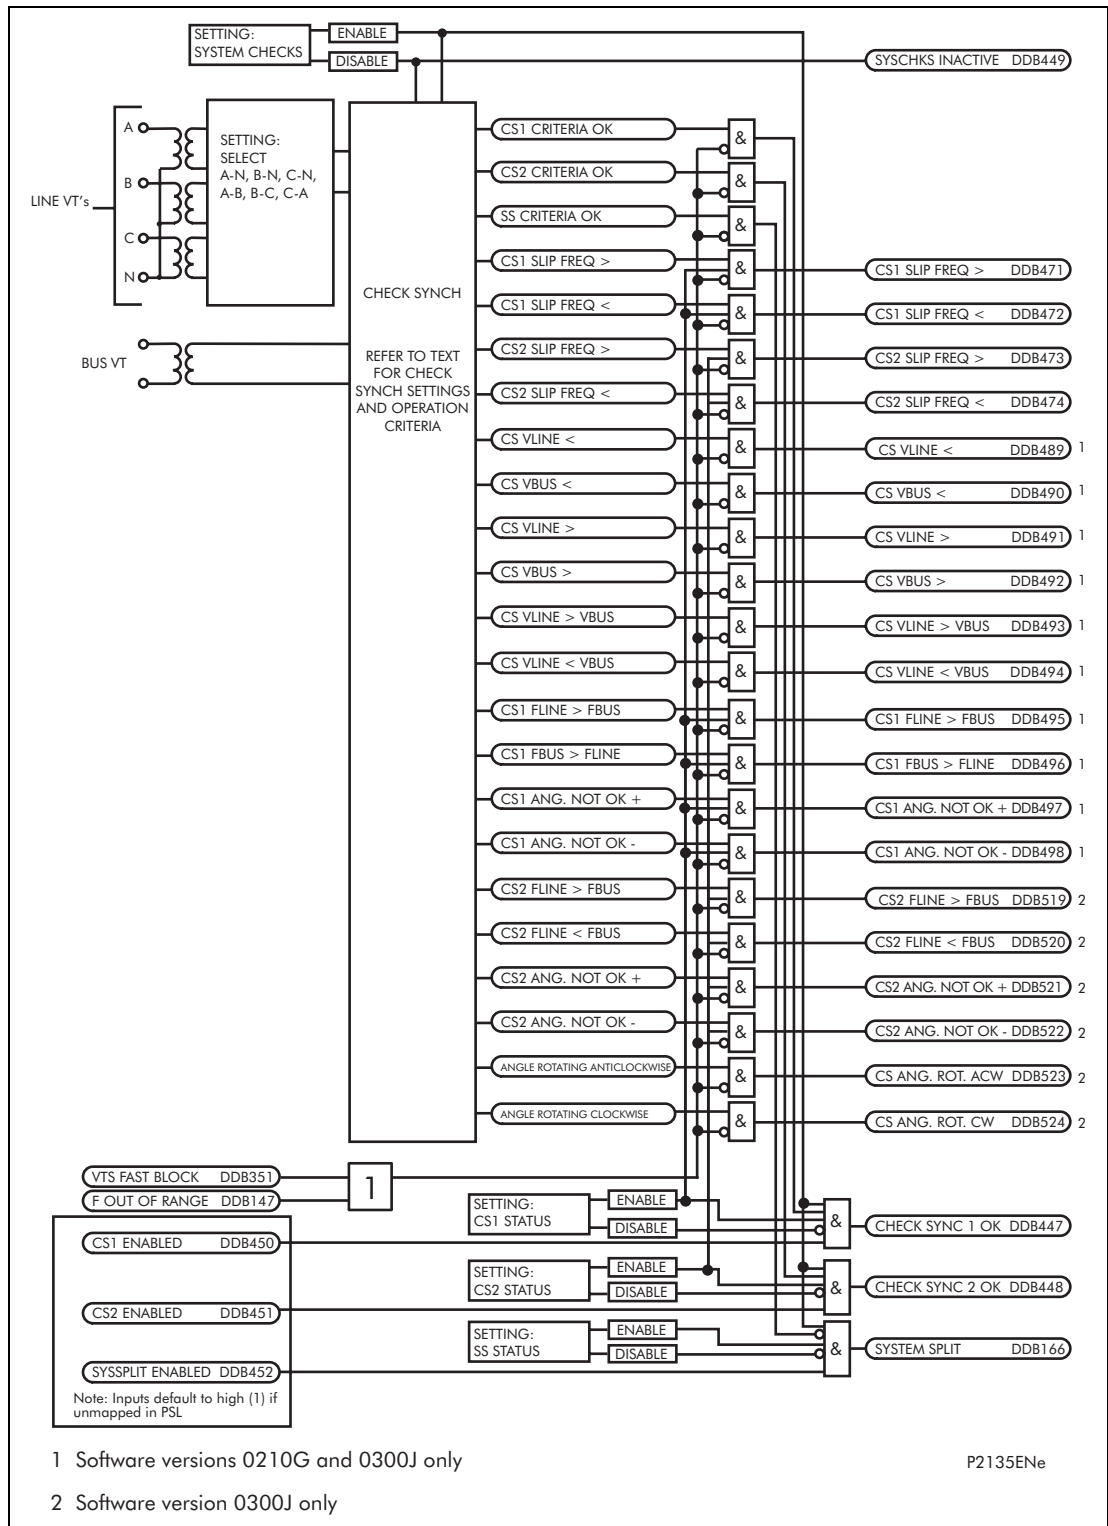 SETTING:
SYSTEM CHECKS
ENABLE
DISABLE
SYSCHKS INACTIVE DDB449
LINE VT's
A
B
C
N
SETTING:
SELECT
A-N, B-N, C-N,
A-B, B-C, C-A
BUS VT
CHECK SYNCH
REFER TO TEXT
FOR CHECK
SYNCH SETTINGS
AND OPERATION
CRITERIA
CS1 CRITERIA OK
&
CS2 CRITERIA OK
&
SS CRITERIA OK
&
CS1 SLIP FREQ >
&
CS1 SLIP FREQ > DDB471
CS1 SLIP FREQ <
&
CS1 SLIP FREQ < DDB472
CS2 SLIP FREQ >
&
CS2 SLIP FREQ > DDB473
CS2 SLIP FREQ <
&
CS2 SLIP FREQ < DDB474
CS VLINE <
&
CS VLINE < DDB489 1
CS VBUS <
&
CS VBUS < DDB490 1
CS VLINE >
&
CS VLINE > DDB491 1
CS VBUS >
&
CS VBUS > DDB492 1
CS VLINE > VBUS
&
CS VLINE > VBUS DDB493 1
CS VLINE < VBUS
&
CS VLINE < VBUS DDB494 1
CS1 FLINE > FBUS
&
CS1 FLINE > FBUS DDB495 1
CS1 FBUS > FLINE
&
CS1 FBUS > FLINE DDB496 1
CS1 ANG. NOT OK +
&
CS1 ANG. NOT OK + DDB497 1
CS1 ANG. NOT OK -
&
CS1 ANG. NOT OK - DDB498 1
CS2 FLINE > FBUS
&
CS2 FLINE > FBUS DDB519 2
CS2 FLINE < FBUS
&
CS2 FLINE < FBUS DDB520 2
CS2 ANG. NOT OK +
&
CS2 ANG. NOT OK + DDB521 2
CS2 ANG. NOT OK -
&
CS2 ANG. NOT OK - DDB522 2
ANGLE ROTATING ANTICLOCKWISE
&
CS ANG. ROT. ACW DDB523 2
ANGLE ROTATING CLOCKWISE
&
CS ANG. ROT. CW DDB524 2
VTS FAST BLOCK DDB351
F OUT OF RANGE DDB147
1
SETTING:
CS1 STATUS
ENABLE
DISABLE
&
CHECK SYNC 1 OK DDB447
CS1 ENABLED DDB450
SETTING:
CS2 STATUS
ENABLE
DISABLE
&
CHECK SYNC 2 OK DDB448
CS2 ENABLED DDB451
SETTING:
SS STATUS
ENABLE
DISABLE
&
SYSTEM SPLIT DDB166
SYSSPLIT ENABLED DDB452
Note: Inputs default to high (1) if
unmapped in PSL
1 Software versions 0210G and 0300J only
P2135ENe
2 Software version 0300J only